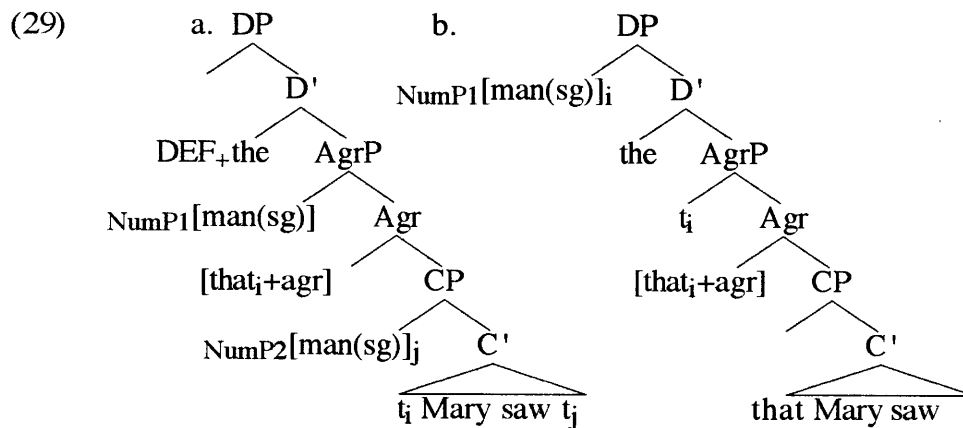 (29) a. DP b. DP
D' NumP1[man(sg)]i D'
DEF+the AgrP the AgrP
NumP1[man(sg)] Agr ti Agr
[thati+agr] CP [thati+agr] CP
NumP2[man(sg)]j C' C'
ti Mary saw tj that Mary saw